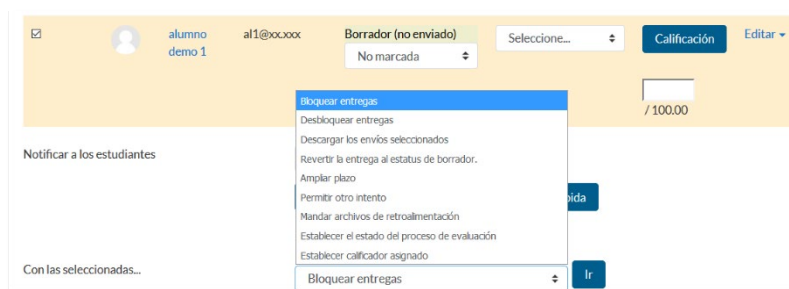 alumno
demo 1
al1@xx.xxx
Borrador (no enviado)
No marcada
Seleccione...
Calificación
Editar
/ 100.00
Bloquear entregas
Desbloquear entregas
Descargar los envíos seleccionados
Revertir la entrega al estatus de borrador.
Ampliar plazo
Permitir otro intento
Mandar archivos de retroalimentación
Establecer el estado del proceso de evaluación
Establecer calificador asignado
Notificar a los estudiantes
Con las seleccionadas...
Bloquear entregas
Ir